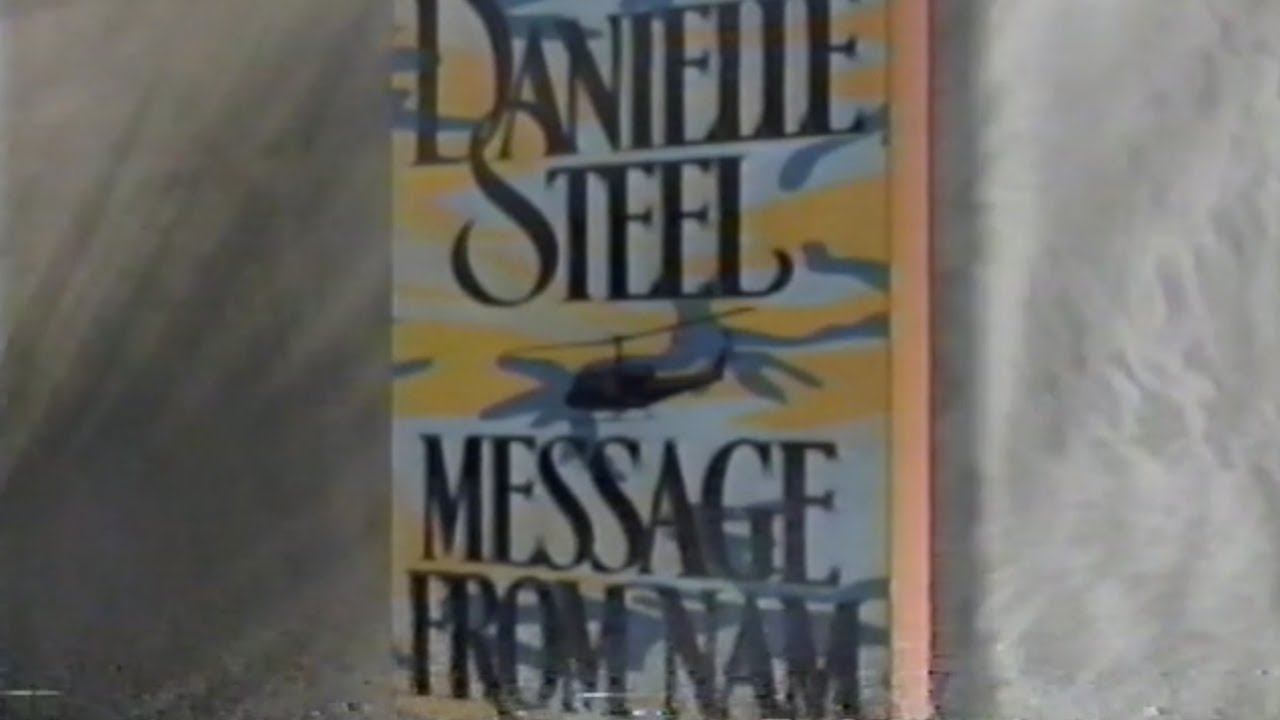 DANIELLE
STEEL
MESSAGE
FROM NAM